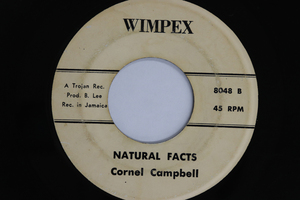 WIMPEX
A Trojan Rec.
Prod. B. Lee
Rec. in Jamaica
8048 B
45 RPM
NATURAL FACTS
Cornel Campbell